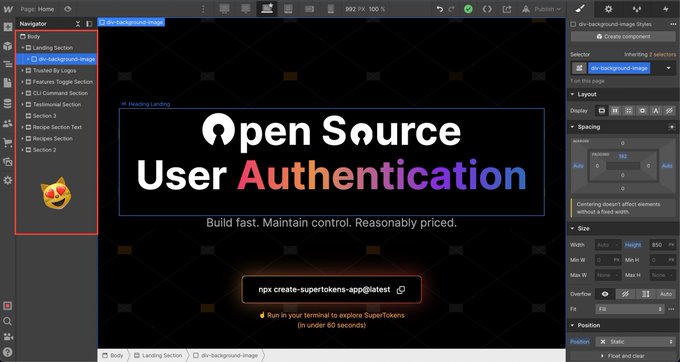 Page: Home
992 PX 100 %
Publish
Navigator
Body
Landing Section
div-background-image
Trusted By Logos
Features Toggle Section
CLI Command Section
Testimonial Section
Section 3
Recipe Section Text
Recipes Section
Section 2
div-background-image
Heading Landing
Open Source
User Authentication
Build fast. Maintain control. Reasonably priced.
npx create-supertokens-app@latest
Run in your terminal to explore SuperTokens
(in under 60 seconds)
Body
Landing Section
div-background-image
div-background-image Styles
Create component
Selector
Inheriting 2 selectors
div-background-image
1 on this page
Layout
Display
Spacing
MARGIN
0
PADDING
192
Auto
0
0
Auto
0
0
Centering doesn't affect elements
without a fixed width.
Size
Width
Auto
Height
850
PX
Min W
0
PX
Min H
0
PX
Max W
None
Max H
None
Overflow
Auto
Fit
Fill
Position
Position
Static
Float and clear